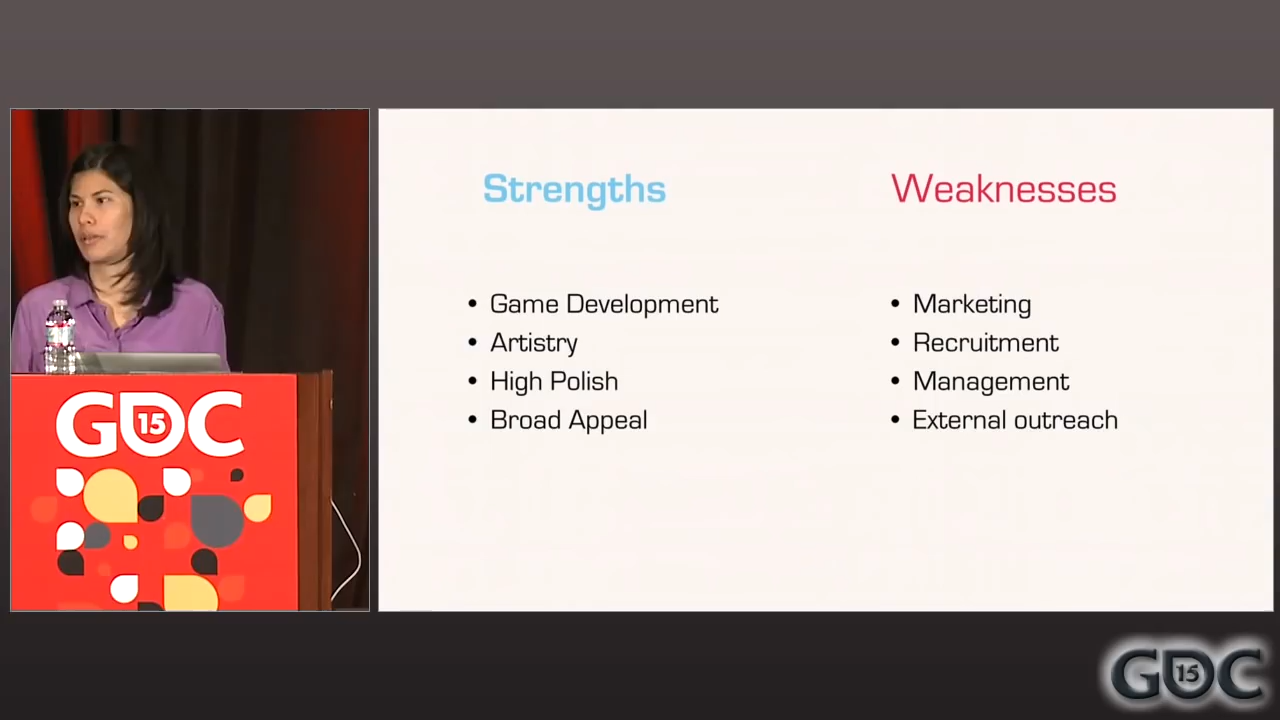 Strengths
• Game Development
• Artistry
• High Polish
• Broad Appeal
Weaknesses
• Marketing
• Recruitment
• Management
• External outreach
GDC
15
GDC
15